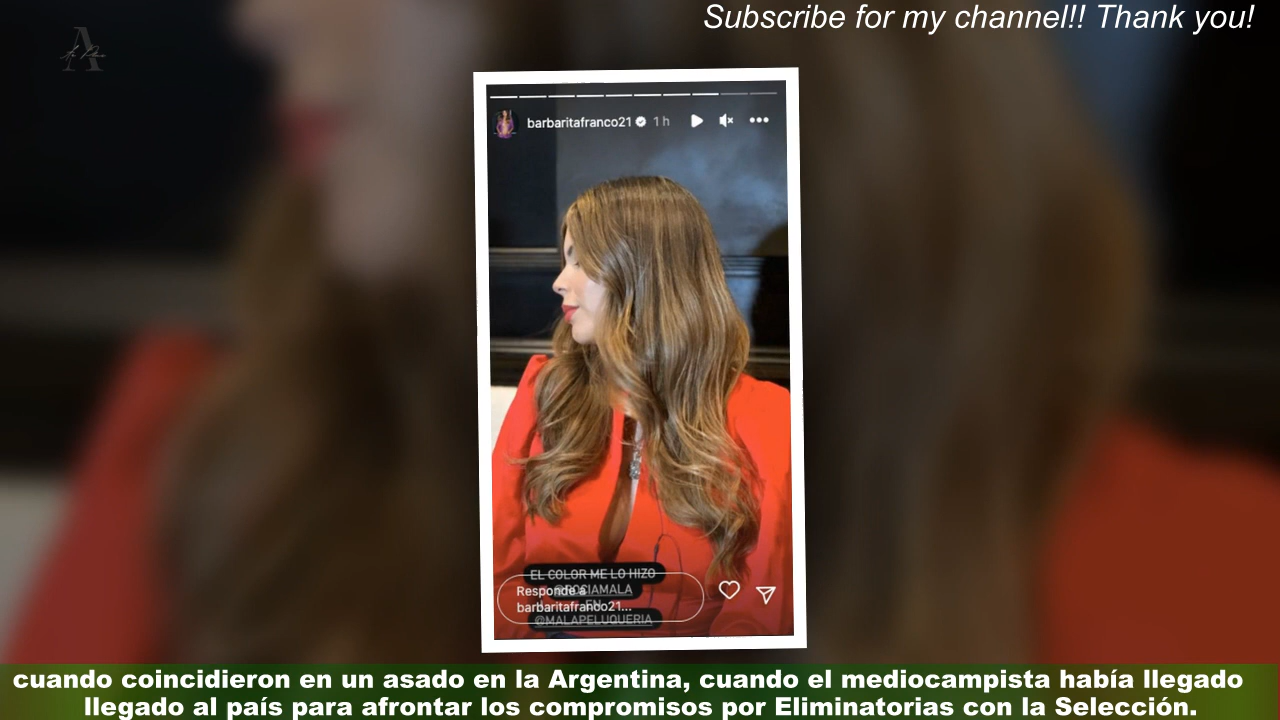 Subscribe for my channel!! Thank you!
A
barbaritafranco21 1 h
EL COLOR ME LO HIZO
Responde a
barbaritafranco21...
EN
@MALAPELUQUERIA
cuando coincidieron en un asado en la Argentina, cuando el mediocampista había llegado
llegado al país para afrontar los compromisos por Eliminatorias con la Selección.